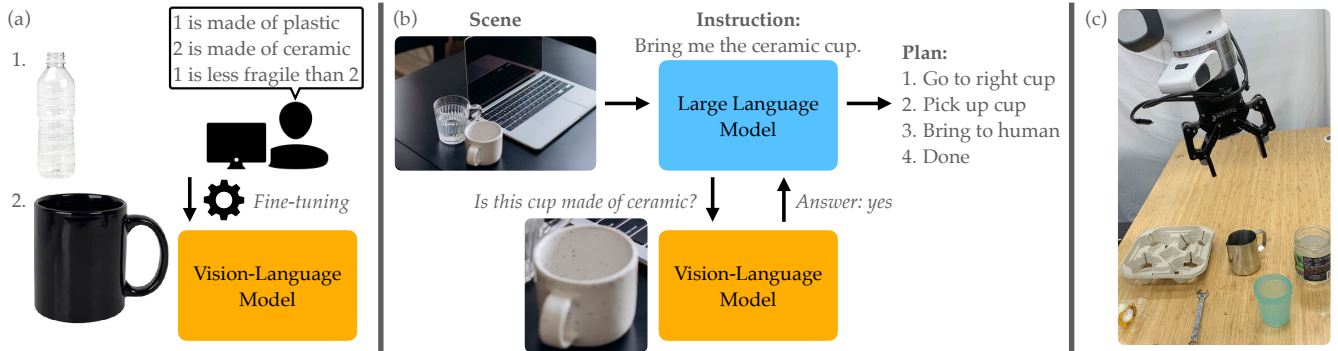 (a)
1 is made of plastic
2 is made of ceramic
1 is less fragile than 2
1.
2.
Fine-tuning
Vision-Language
Model
(b)
Scene
Instruction:
Bring me the ceramic cup.
Large Language
Model
Plan:
1. Go to right cup
2. Pick up cup
3. Bring to human
4. Done
Is this cup made of ceramic?
Answer: yes
Vision-Language
Model
(c)
ROBOTIQ